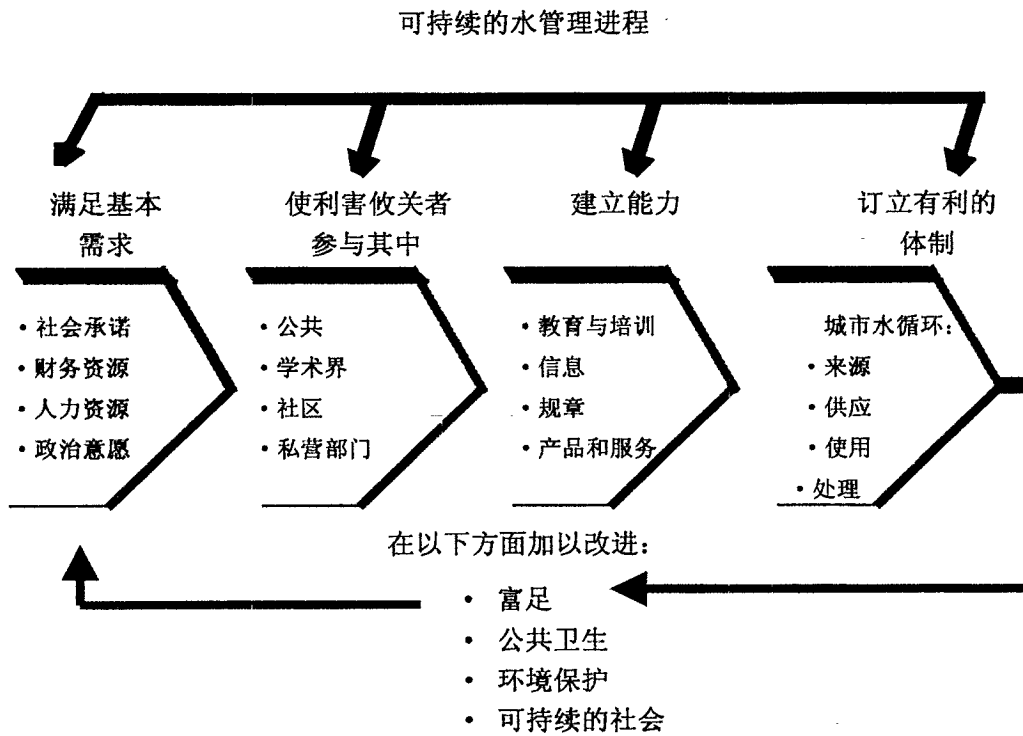 可持续的水管理进程
满足基本
需求
• 社会承诺
• 财务资源
• 人力资源
• 政治意愿
使利害攸关者
参与其中
• 公共
• 学术界
• 社区
• 私营部门
建立能力
• 教育与培训
• 信息
• 规章
• 产品和服务
订立有利的
体制
城市水循环：
• 来源
• 供应
• 使用
• 处理
在以下方面加以改进：
• 富足
• 公共卫生
• 环境保护
• 可持续的社会